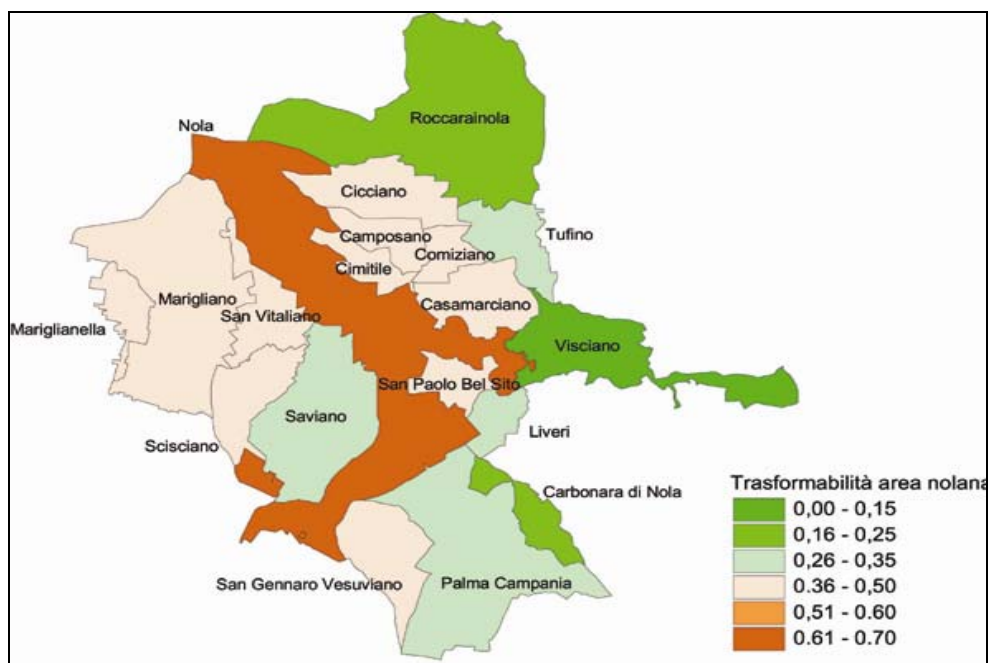 Roccarainola
Nola
Cicciano
Camposano
Tufino
Comiziano
Cimitile
Marigliano
Casamarciano
San Vitaliano
Mariglianella
Visciano
San Paolo Bel Sito
Saviano
Liveri
Scisciano
Carbonara di Nola
San Gennaro Vesuviano
Palma Campania
Trasformabilità area nolana
0,00 - 0,15
0,16 - 0,25
0,26 - 0,35
0.36 - 0,50
0,51 - 0.60
0.61 - 0.70